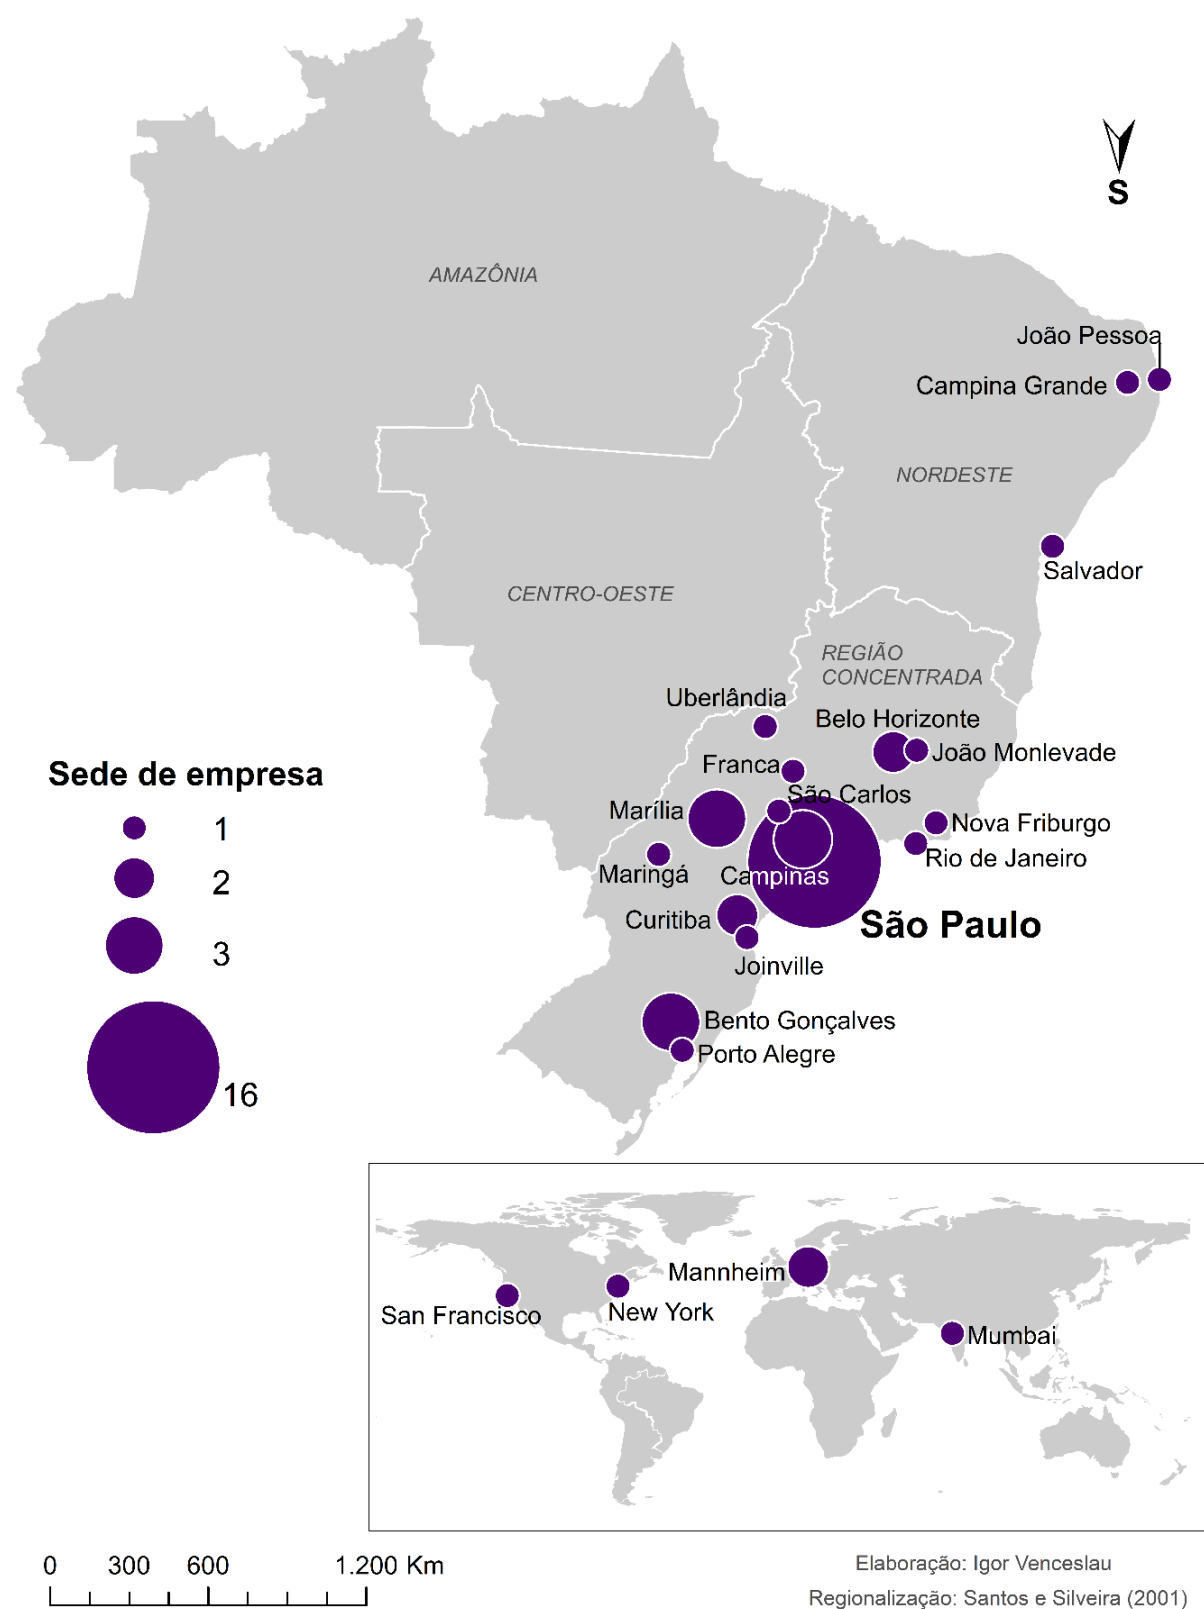 S
AMAZÔNIA
João Pessoa
Campina Grande
NORDESTE
Salvador
CENTRO-OESTE
REGIÃO
CONCENTRADA
Uberlândia
Belo Horizonte
João Monlevade
Franca
São Carlos
Marília
Nova Friburgo
Rio de Janeiro
Maringá
Campinas
Curitiba
São Paulo
Joinville
Bento Gonçalves
Porto Alegre
Sede de empresa
1
2
3
16
Mannheim
San Francisco
New York
Mumbai
0 300 600 1.200 Km
Elaboração: Igor Venceslau
Regionalização: Santos e Silveira (2001)